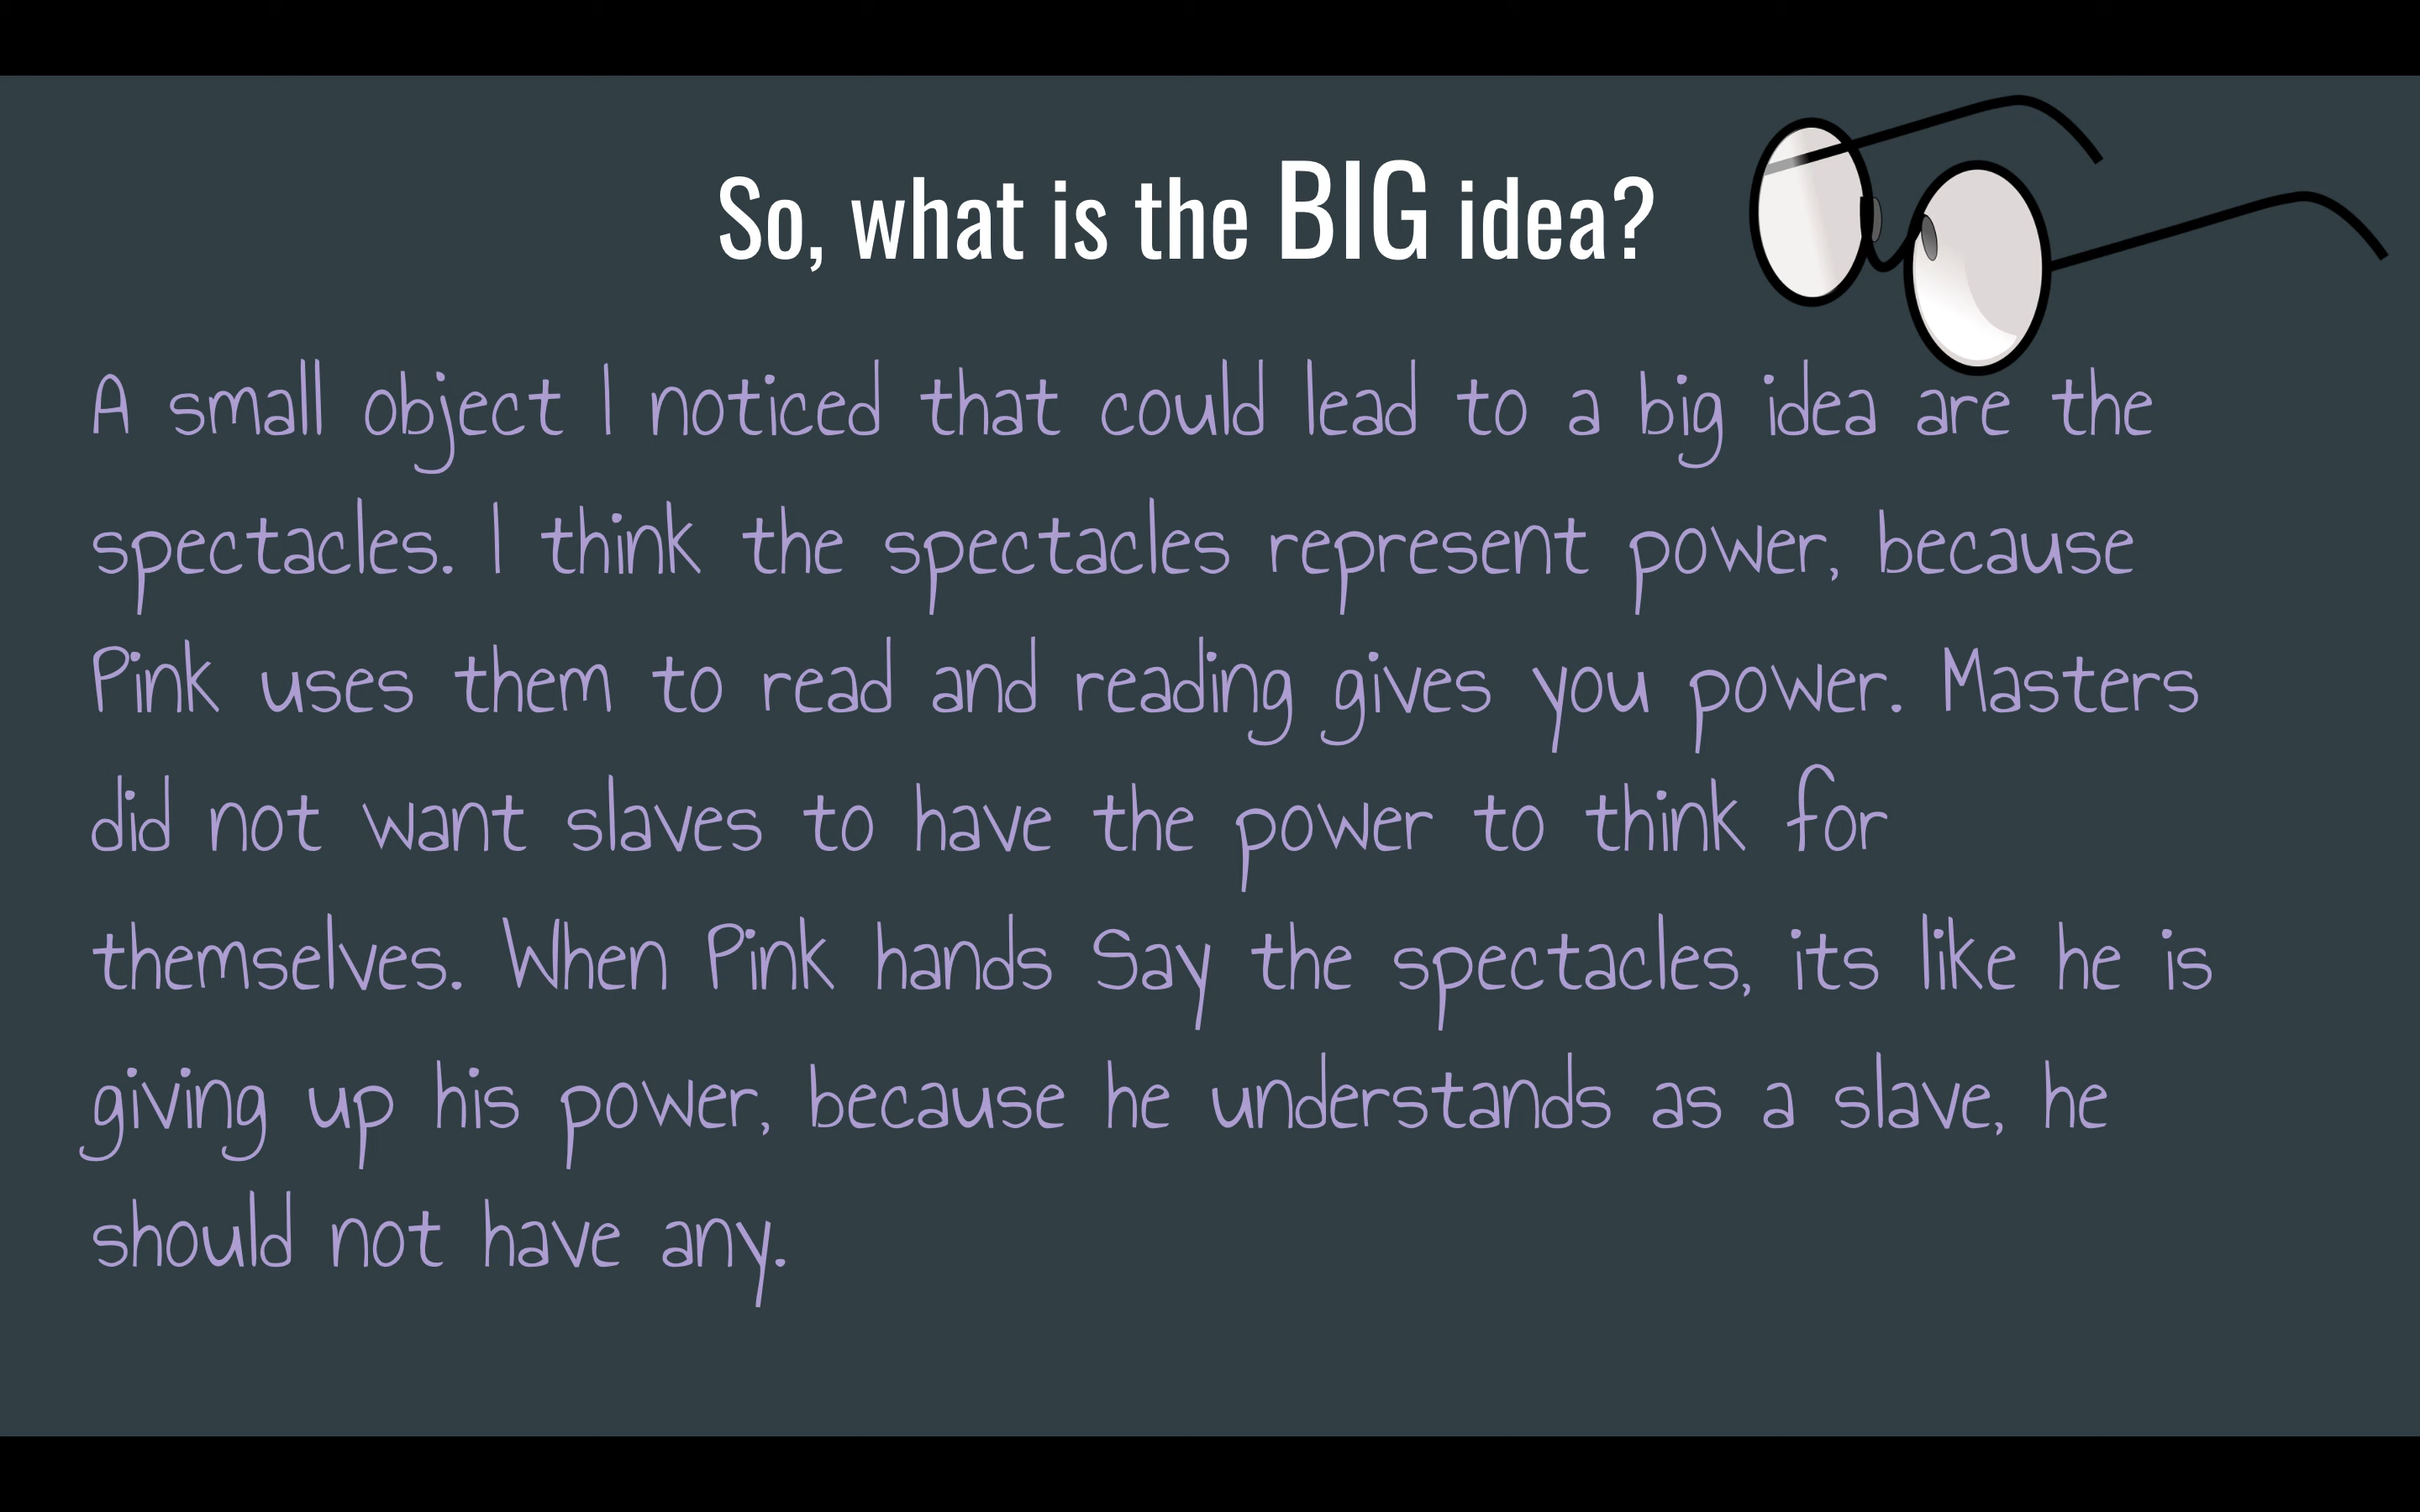 So, what is the BIG idea?
A small object I noticed that could lead to a big idea are the
spectacles. I think the spectacles represent power, because
Pink uses them to read and reading gives you power. Masters
did not want slaves to have the power to think for
themselves. When Pink hands Say the spectacles, its like he is
giving up his power, because he understands as a slave, he
should not have any.